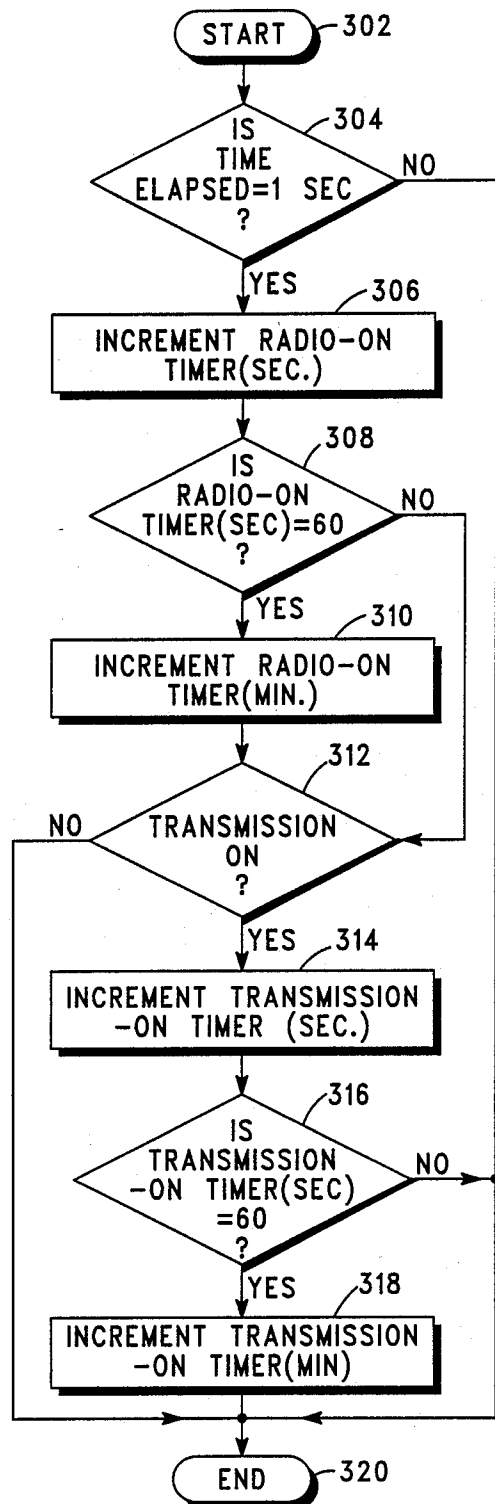 START
302
304
IS
TIME
ELAPSED=1 SEC
?
NO
YES
306
INCREMENT RADIO-ON
TIMER(SEC.)
308
IS
RADIO-ON
TIMER(SEC)=60
?
NO
YES
310
INCREMENT RADIO-ON
TIMER(MIN.)
312
NO
TRANSMISSION
ON
?
YES
314
INCREMENT TRANSMISSION
-ON TIMER (SEC.)
316
IS
TRANSMISSION
-ON TIMER(SEC)
=60
?
NO
YES
318
INCREMENT TRANSMISSION
-ON TIMER(MIN)
END
320